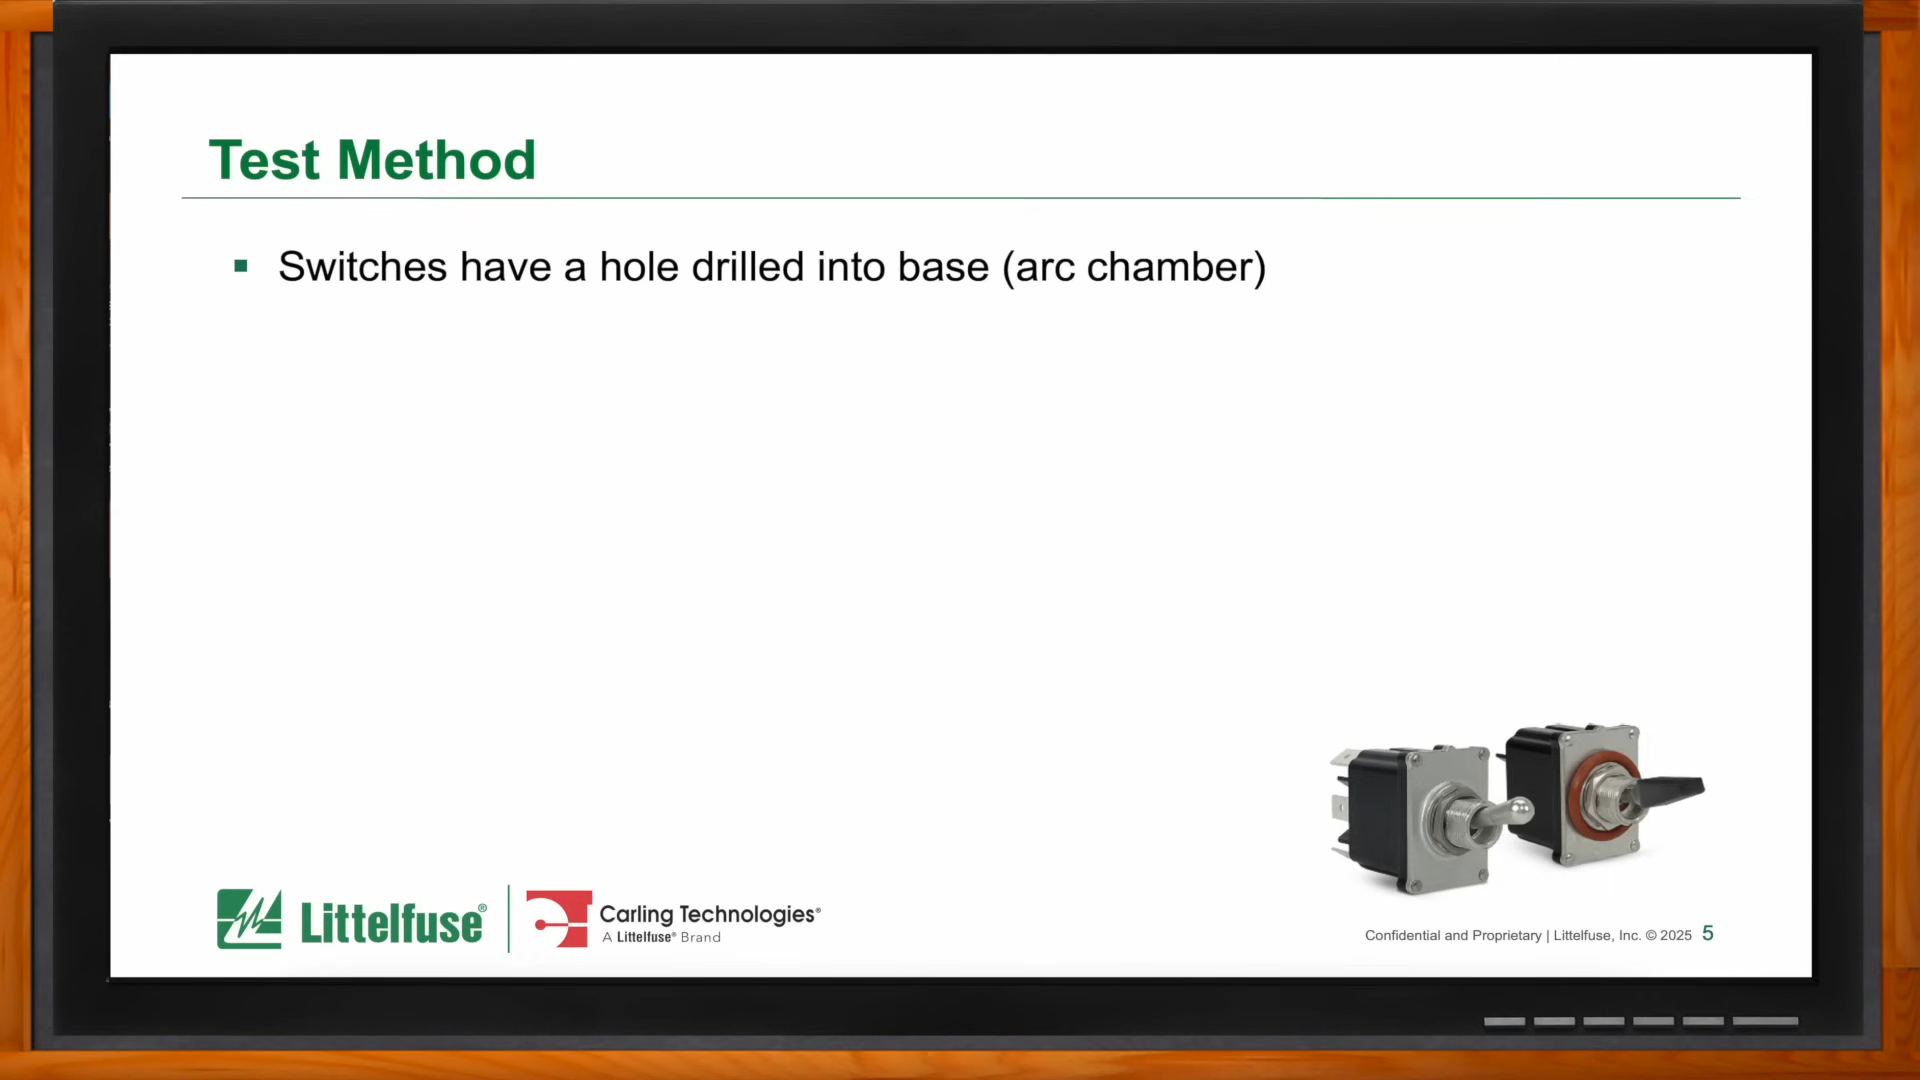 Test Method
▪ Switches have a hole drilled into base (arc chamber)
Littelfuse®
Carling Technologies®
A Littelfuse® Brand
Confidential and Proprietary | Littelfuse, Inc. © 2025 5